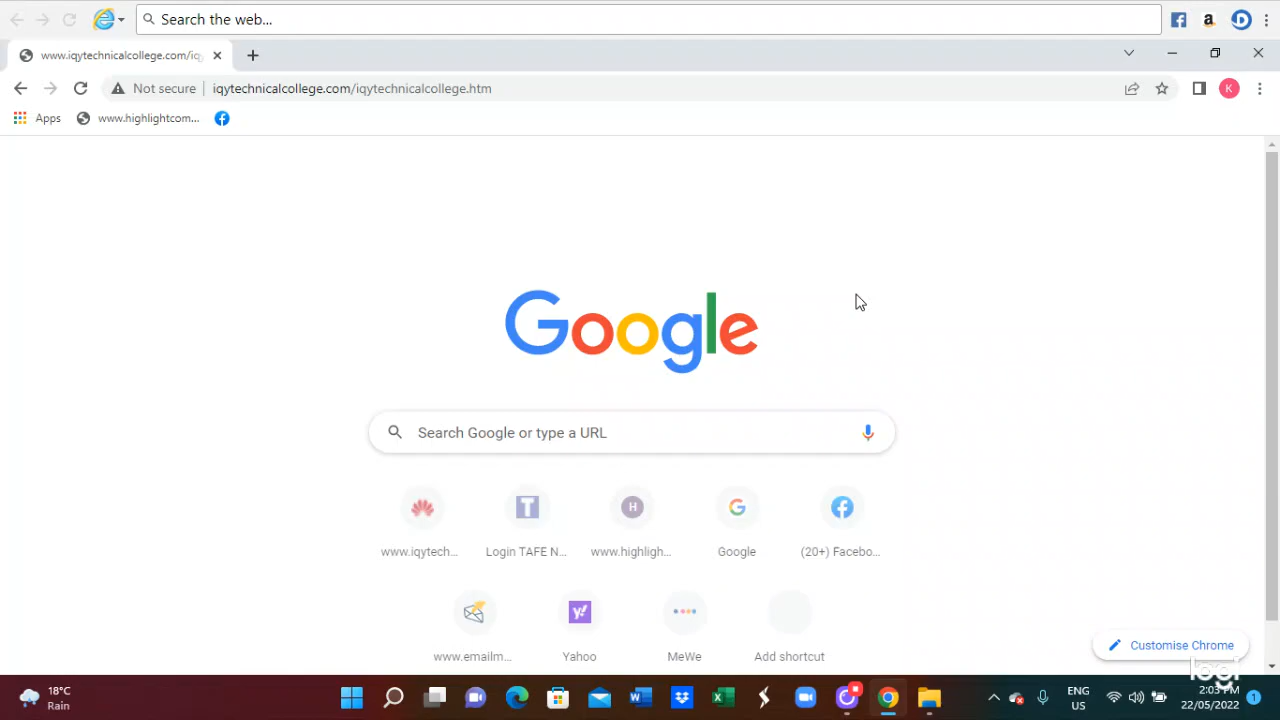 Search the web...
a
www.iqytechnicalcollege.com/iq
Not secure
iqytechnicalcollege.com/iqytechnicalcollege.htm
K
Apps
www.highlightcom...
Google
Search Google or type a URL
T
H
G
www.iqytech...
Login TAFE N...
www.highligh...
Google
(20+) Facebo...
y!
www.emailm...
Yahoo
MeWe
Add shortcut
Customise Chrome
logi
18°C
Rain
ENG
US
2:03 PM
22/05/2022
1